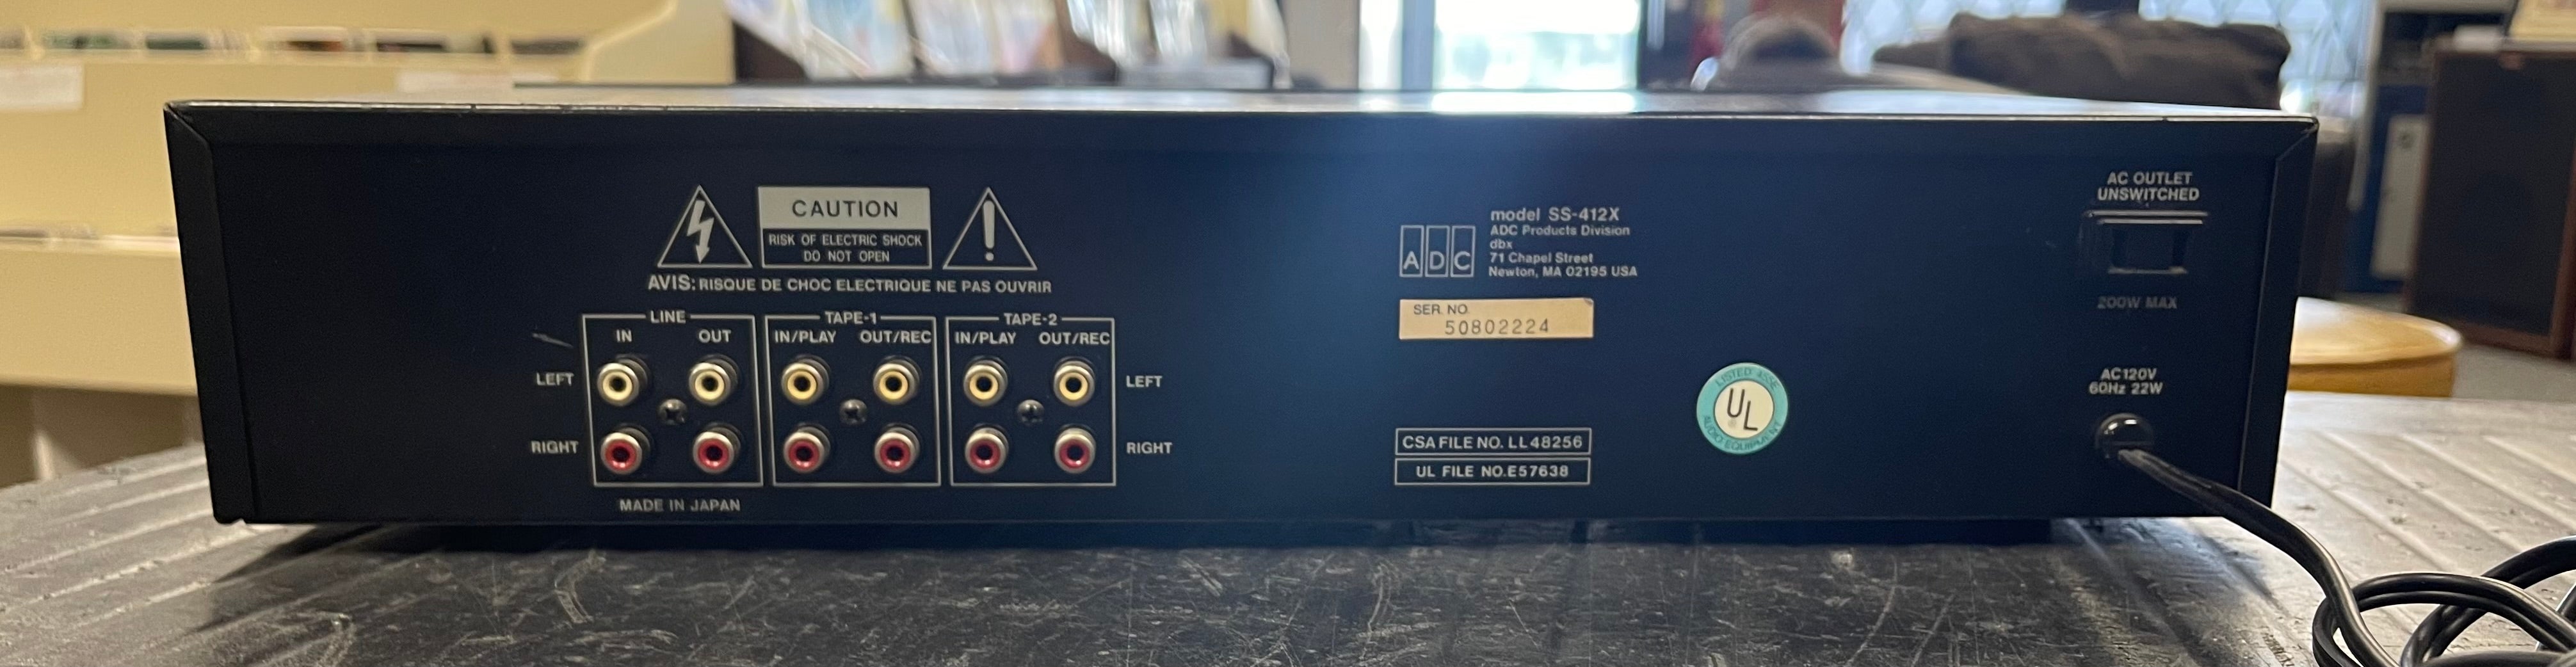 CAUTION
RISK OF ELECTRIC SHOCK
DO NOT OPEN
AVIS: RISQUE DE CHOC ELECTRIQUE NE PAS OUVRIR
LINE
IN OUT
TAPE-1
IN/PLAY OUT/REC
TAPE-2
IN/PLAY OUT/REC
LEFT
LEFT
RIGHT
RIGHT
MADE IN JAPAN
ADC
model SS-412X
ADC Products Division
dbx
71 Chapel Street
Newton, MA 02195 USA
SER. NO.
50802224
CSA FILE NO. LL48256
UL FILE NO.E57638
LISTED
UL
AUDIO EQUIPMENT
AC OUTLET
UNSWITCHED
200W MAX
AC120V
60Hz 22W